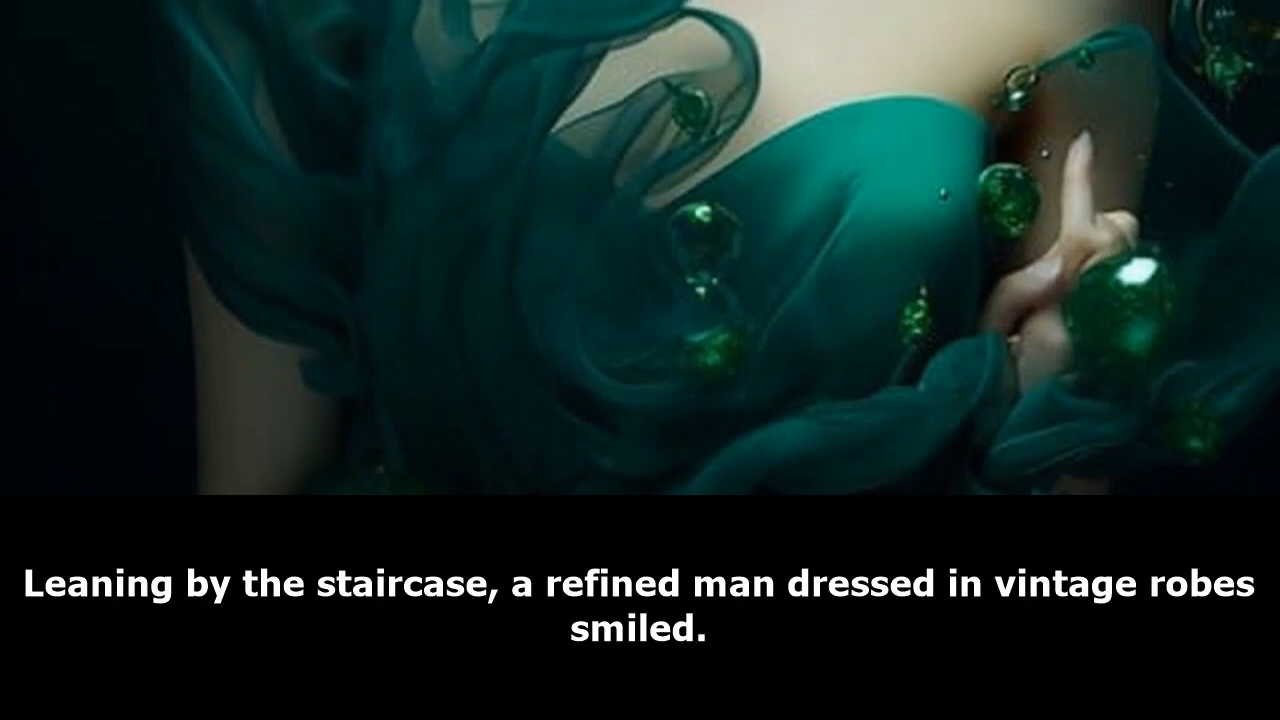 Leaning by the staircase, a refined man dressed in vintage robes
smiled.